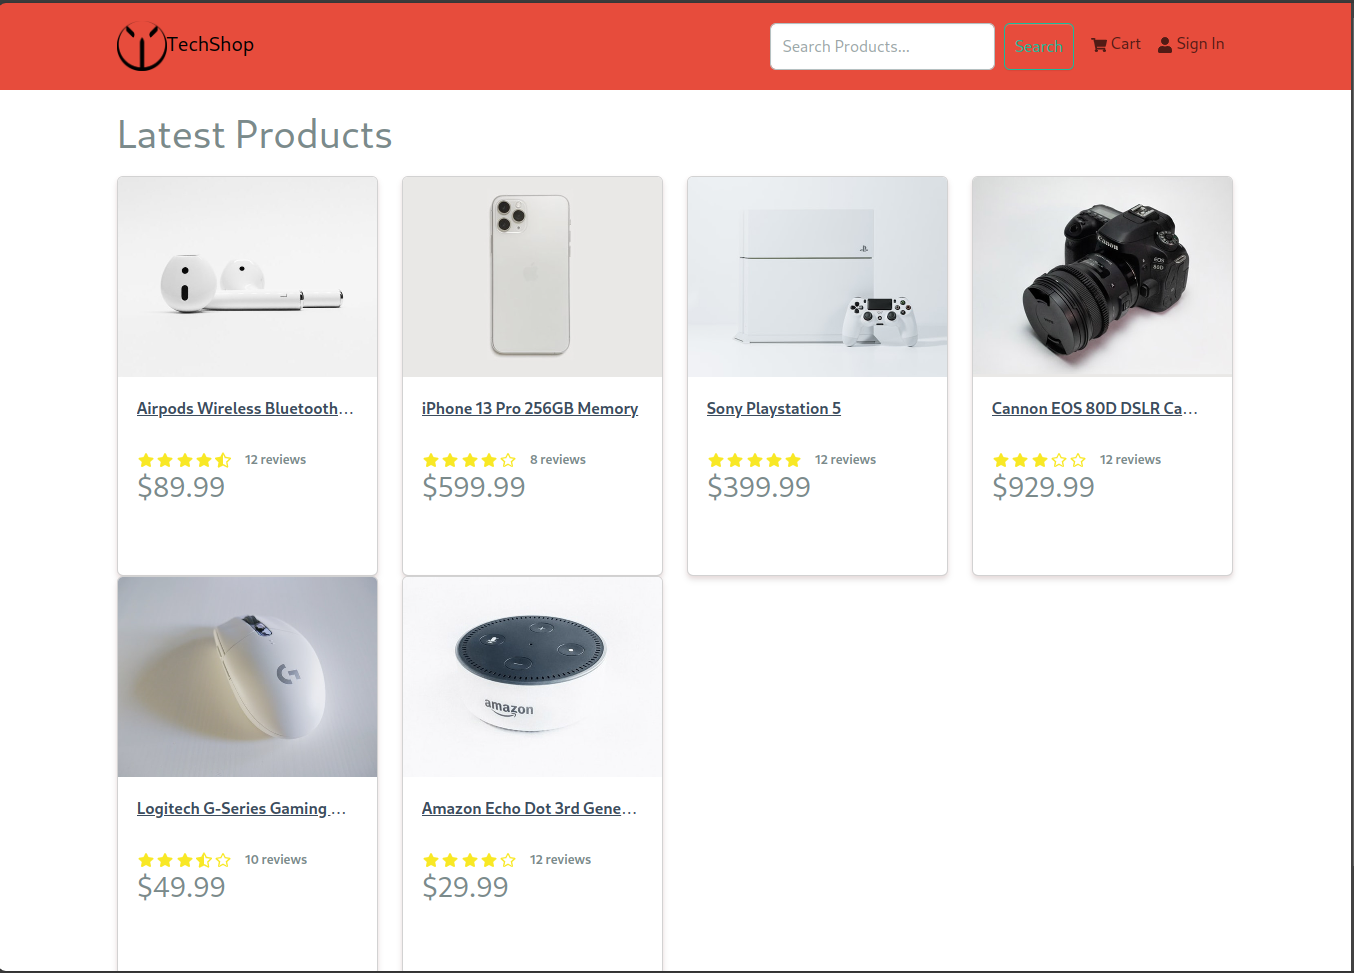 TechShop
Search Products...
Search
Cart
Sign In
Latest Products
Canon
EOS
80D
Airpods Wireless Bluetooth...
12 reviews
$89.99
iPhone 13 Pro 256GB Memory
8 reviews
$599.99
Sony Playstation 5
12 reviews
$399.99
Cannon EOS 80D DSLR Ca...
12 reviews
$929.99
amazon
Logitech G-Series Gaming ...
10 reviews
$49.99
Amazon Echo Dot 3rd Gene...
12 reviews
$29.99